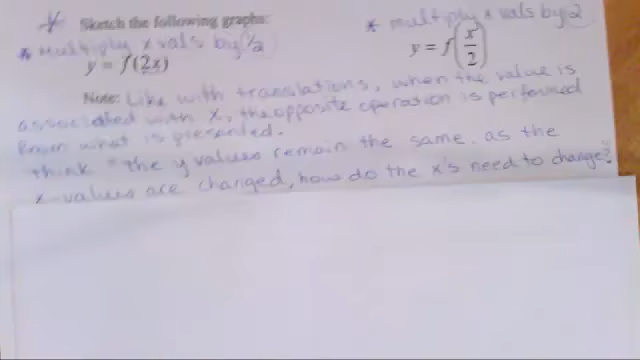 Sketch the following graphs:
* multiply x vals by 1/2
* multiply x vals by 2
y = f(2x)
y = f(x/2)
Note: Like with translations, when the value is
associated with x, the opposite operation is performed
from what is presented.
Think "the y values remain the same as the
x-values are changed, how do the x's need to change?